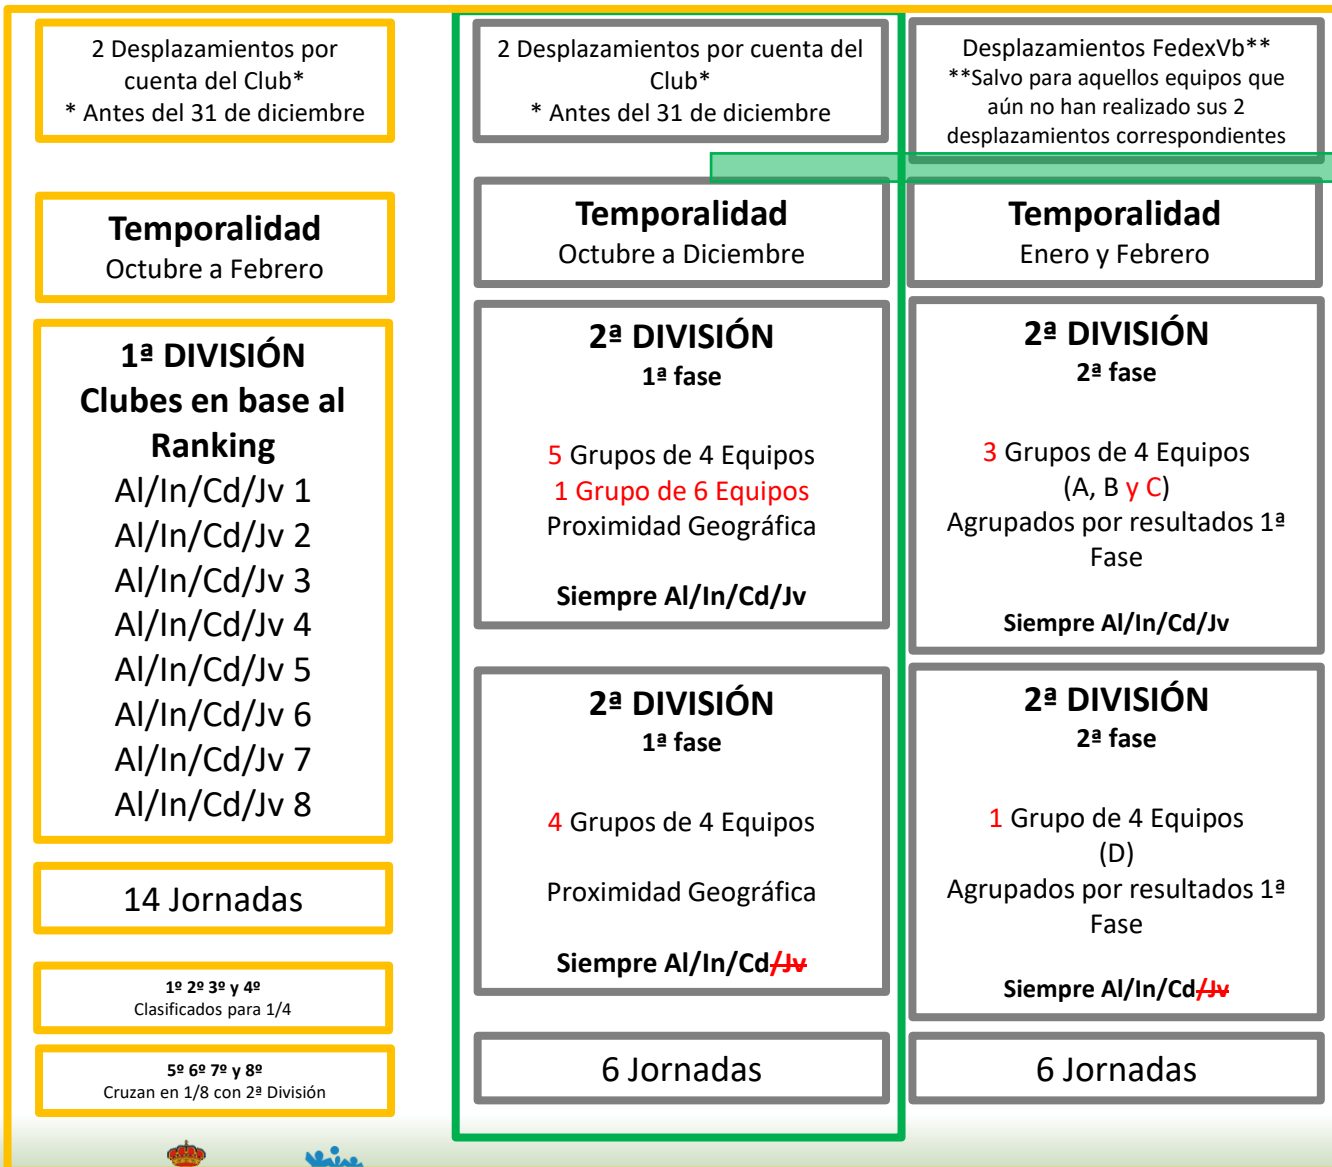 2 Desplazamientos por
cuenta del Club*
* Antes del 31 de diciembre
Temporalidad
Octubre a Febrero
1ª DIVISIÓN
Clubes en base al
Ranking
Al/In/Cd/Jv 1
Al/In/Cd/Jv 2
Al/In/Cd/Jv 3
Al/In/Cd/Jv 4
Al/In/Cd/Jv 5
Al/In/Cd/Jv 6
Al/In/Cd/Jv 7
Al/In/Cd/Jv 8
14 Jornadas
1º 2º 3º y 4º
Clasificados para 1/4
5º 6º 7º y 8º
Cruzan en 1/8 con 2ª División
2 Desplazamientos por cuenta del
Club*
* Antes del 31 de diciembre
Temporalidad
Octubre a Diciembre
2ª DIVISIÓN
1ª fase
5 Grupos de 4 Equipos
1 Grupo de 6 Equipos
Proximidad Geográfica
Siempre Al/In/Cd/Jv
2ª DIVISIÓN
1ª fase
4 Grupos de 4 Equipos
Proximidad Geográfica
Siempre Al/In/Cd/Jv
6 Jornadas
Desplazamientos FedexVb**
**Salvo para aquellos equipos que
aún no han realizado sus 2
desplazamientos correspondientes
Temporalidad
Enero y Febrero
2ª DIVISIÓN
2ª fase
3 Grupos de 4 Equipos
(A, B y C)
Agrupados por resultados 1ª
Fase
Siempre Al/In/Cd/Jv
2ª DIVISIÓN
2ª fase
1 Grupo de 4 Equipos
(D)
Agrupados por resultados 1ª
Fase
Siempre Al/In/Cd/Jv
6 Jornadas